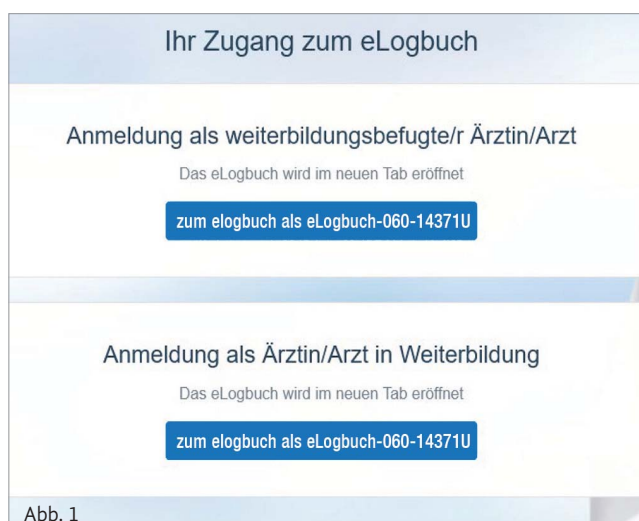 Ihr Zugang zum eLogbuch
Anmeldung als weiterbildungsbefugte/r Ärztin/Arzt
Das eLogbuch wird im neuen Tab eröffnet
zum elogbuch als eLogbuch-060-14371U
Anmeldung als Ärztin/Arzt in Weiterbildung
Das eLogbuch wird im neuen Tab eröffnet
zum elogbuch als eLogbuch-060-14371U
Abb. 1